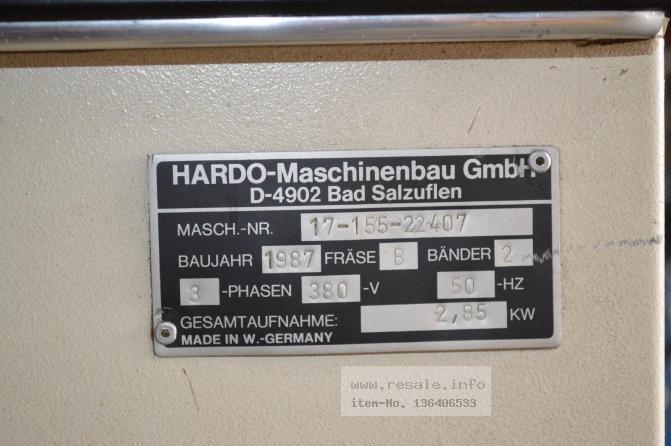 HARDO-Maschinenbau GmbH.
D-4902 Bad Salzuflen
MASCH.-NR. 17-155-22407
BAUJAHR 1987 FRÄSE B BÄNDER 2
3 -PHASEN 380 -V 50 -HZ
GESAMTAUFNAHME: 2,85 KW
MADE IN W.-GERMANY
www.resale.info
item-No. 136406533